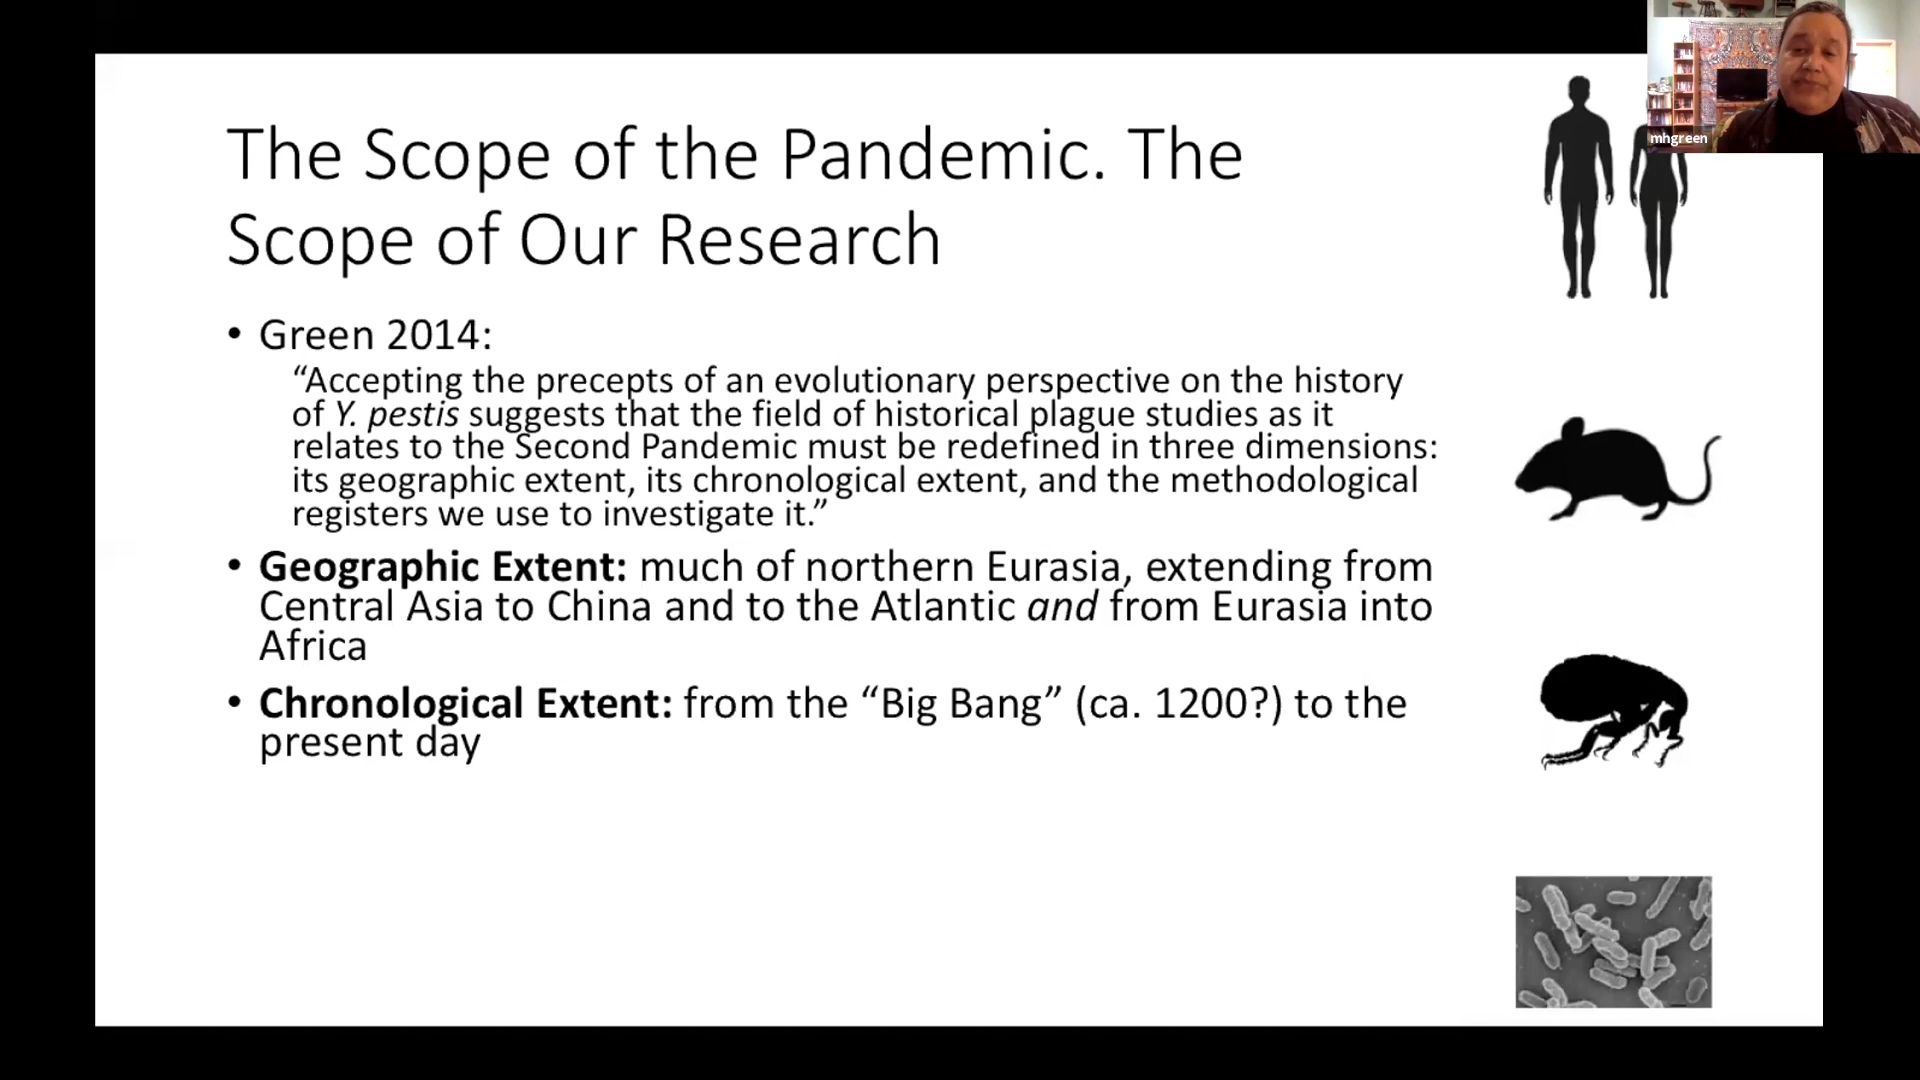 The Scope of the Pandemic. The
Scope of Our Research
• Green 2014:
“Accepting the precepts of an evolutionary perspective on the history
of Y. pestis suggests that the field of historical plague studies as it
relates to the Second Pandemic must be redefined in three dimensions:
its geographic extent, its chronological extent, and the methodological
registers we use to investigate it.”
• Geographic Extent: much of northern Eurasia, extending from
Central Asia to China and to the Atlantic and from Eurasia into
Africa
• Chronological Extent: from the “Big Bang” (ca. 1200?) to the
present day
mhgreen